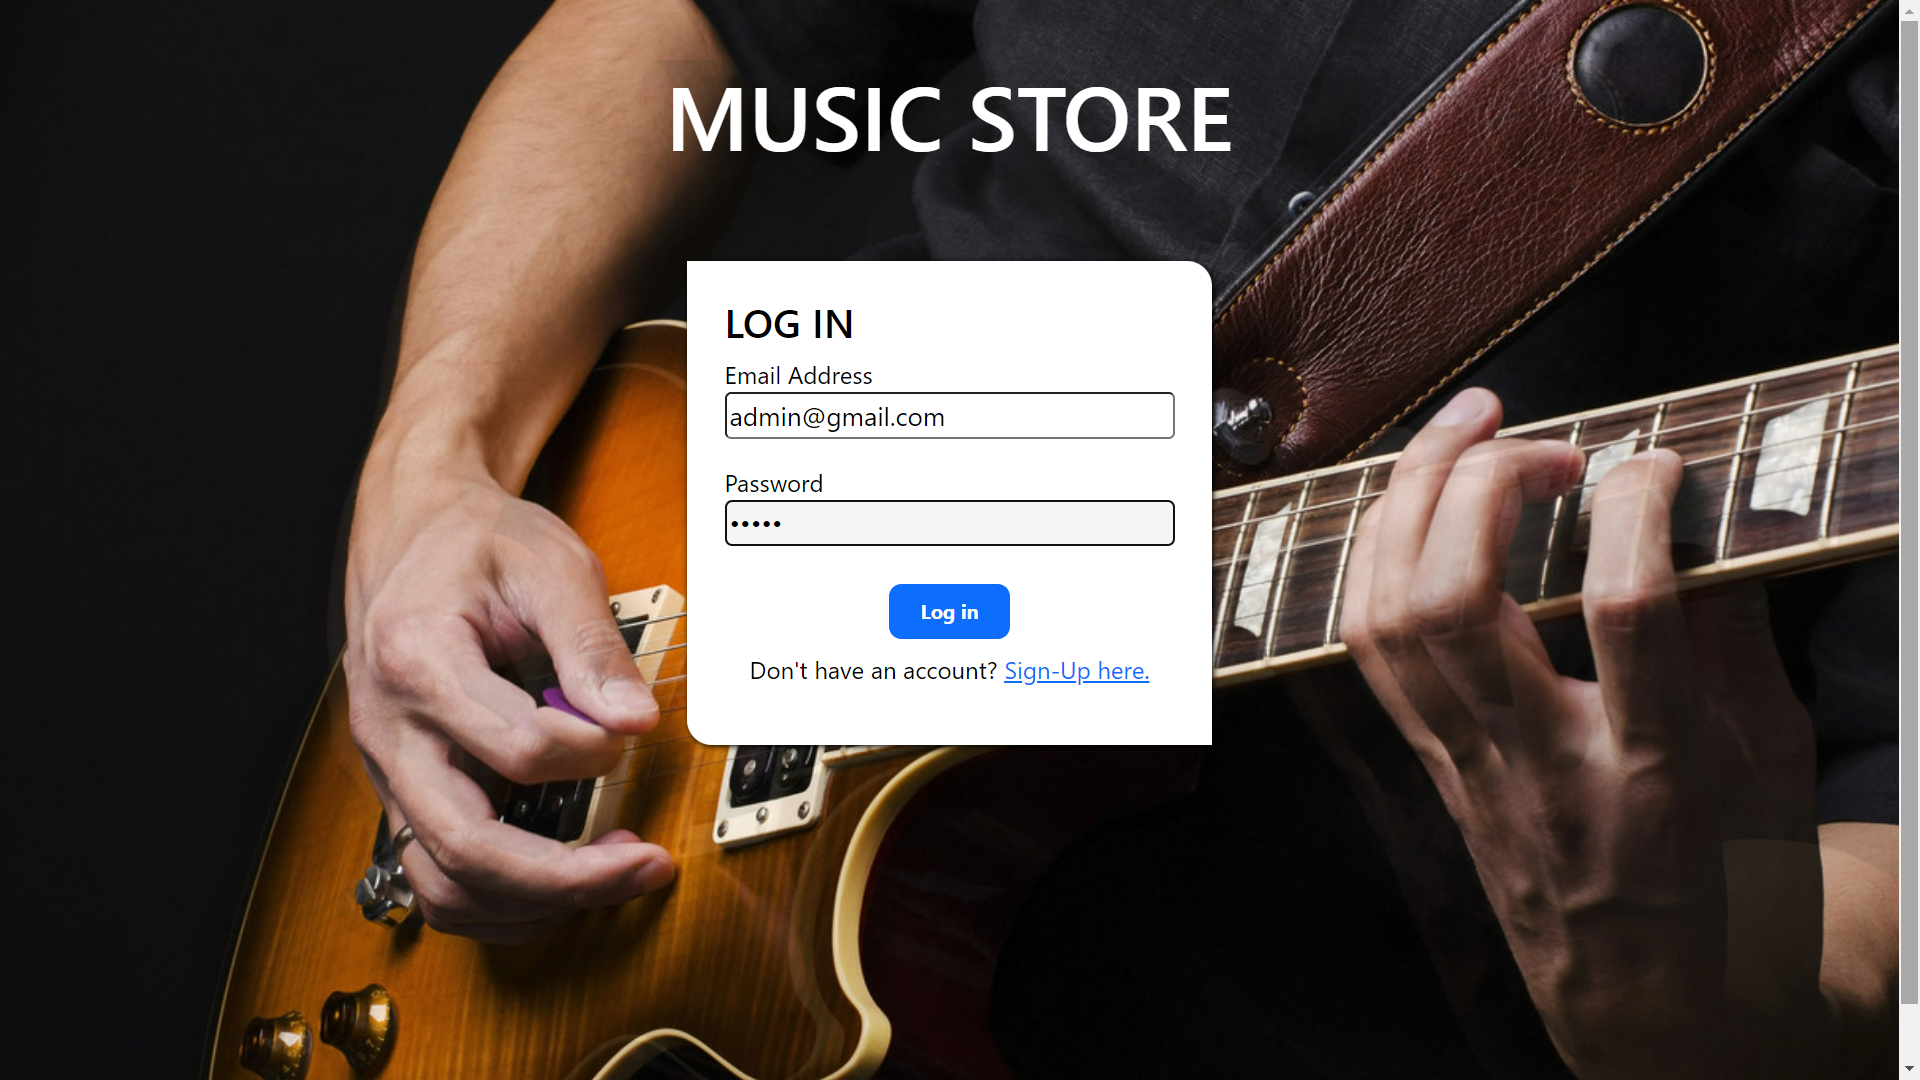 MUSIC STORE
LOG IN
Email Address
admin@gmail.com
Password
•••••
Log in
Don't have an account? Sign-Up here.